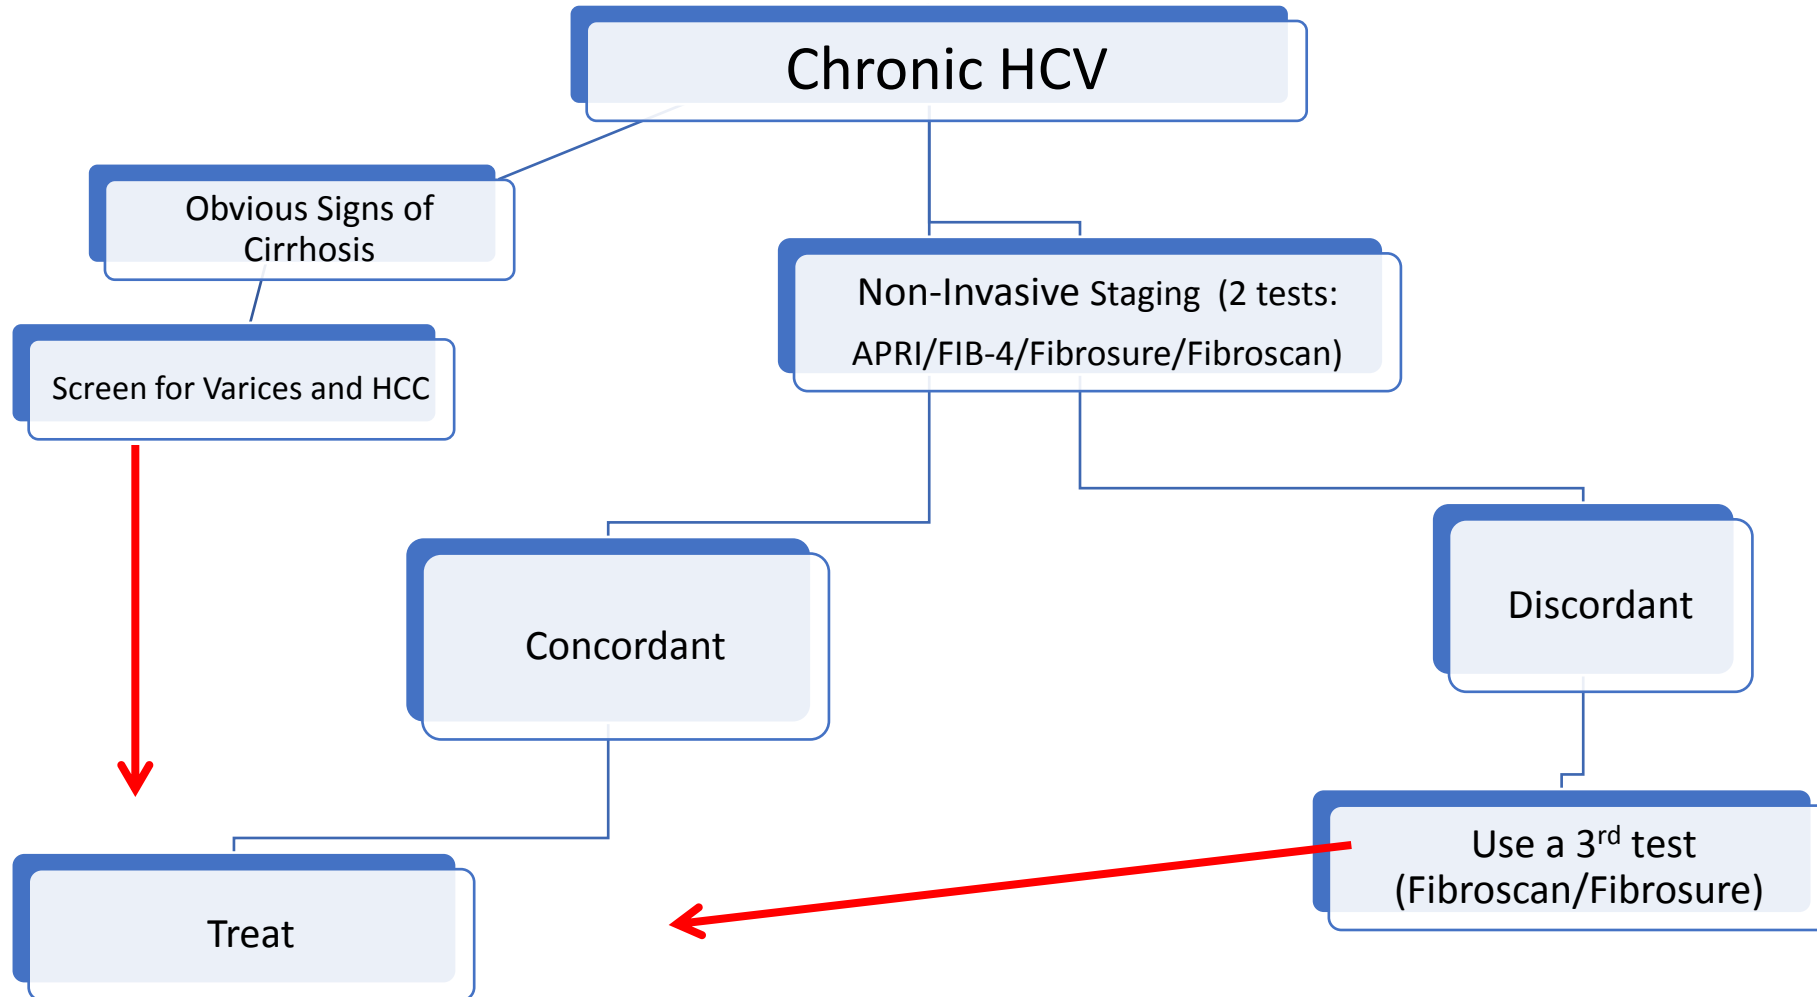 Chronic HCV
Obvious Signs of
Cirrhosis
Non-Invasive Staging (2 tests:
APRI/FIB-4/Fibrosure/Fibroscan)
Screen for Varices and HCC
Concordant
Discordant
Use a 3rd test
(Fibroscan/Fibrosure)
Treat